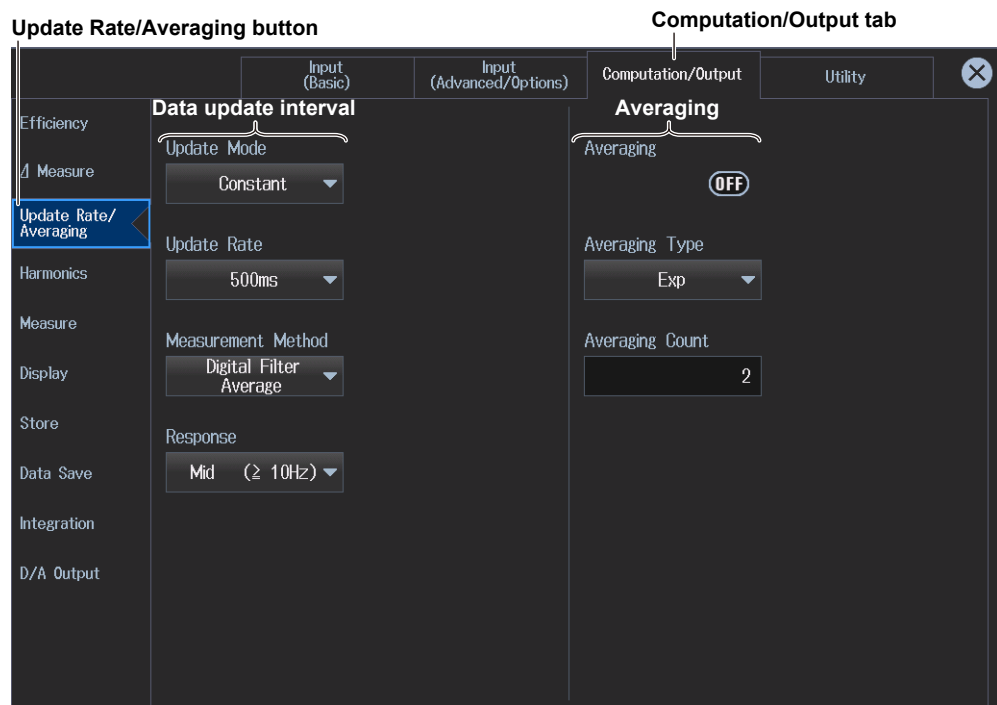 Update Rate/Averaging button
Computation/Output tab
Input
(Basic)
Input
(Advanced/Options)
Computation/Output
Utility
Efficiency
Δ Measure
Update Rate/
Averaging
Harmonics
Measure
Display
Store
Data Save
Integration
D/A Output
Data update interval
Update Mode
Constant
Update Rate
500ms
Measurement Method
Digital Filter
Average
Response
Mid (≧ 10Hz)
Averaging
Averaging
OFF
Averaging Type
Exp
Averaging Count
2